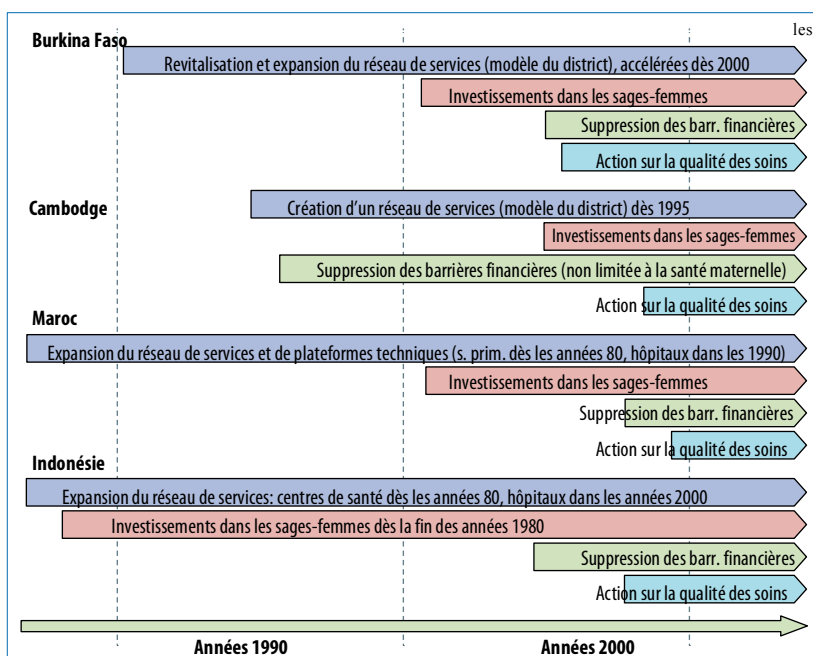 les
Burkina Faso
Revitalisation et expansion du réseau de services (modèle du district), accélérées dès 2000
Investissements dans les sages-femmes
Suppression des barr. financières
Action sur la qualité des soins
Cambodge
Création d'un réseau de services (modèle du district) dès 1995
Investissements dans les sages-femmes
Suppression des barrières financières (non limitée à la santé maternelle)
Action sur la qualité des soins
Maroc
Expansion du réseau de services et de plateformes techniques (s. prim. dès les années 80, hôpitaux dans les 1990)
Investissements dans les sages-femmes
Suppression des barr. financières
Action sur la qualité des soins
Indonésie
Expansion du réseau de services: centres de santé dès les années 80, hôpitaux dans les années 2000
Investissements dans les sages-femmes dès la fin des années 1980
Suppression des barr. financières
Action sur la qualité des soins
Années 1990 Années 2000